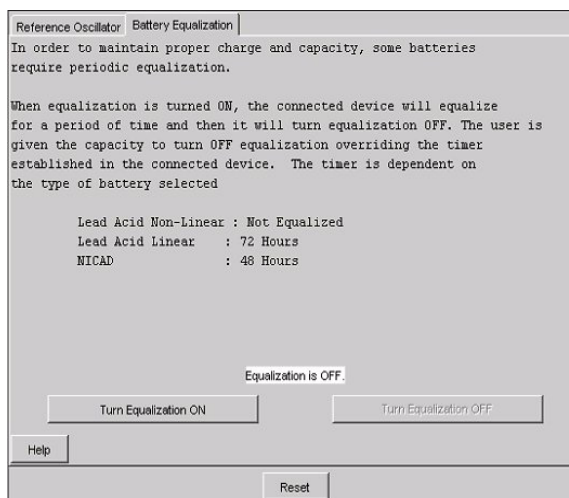 Reference Oscillator Battery Equalization
In order to maintain proper charge and capacity, some batteries
require periodic equalization.
When equalization is turned ON, the connected device will equalize
for a period of time and then it will turn equalization OFF. The user is
given the capacity to turn OFF equalization overriding the timer
established in the connected device. The timer is dependent on
the type of battery selected
Lead Acid Non-Linear : Not Equalized
Lead Acid Linear : 72 Hours
NICAD : 48 Hours
Equalization is OFF.
Turn Equalization ON Turn Equalization OFF
Help
Reset